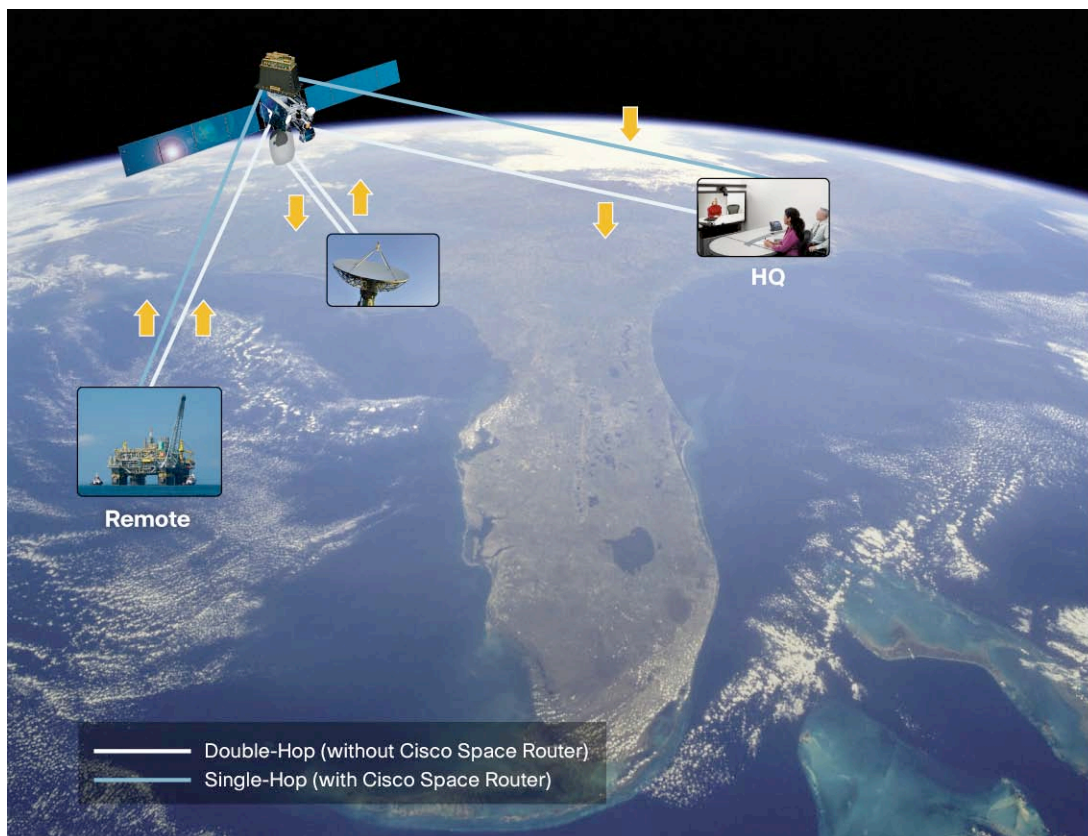 HQ
Remote
Double-Hop (without Cisco Space Router)
Single-Hop (with Cisco Space Router)